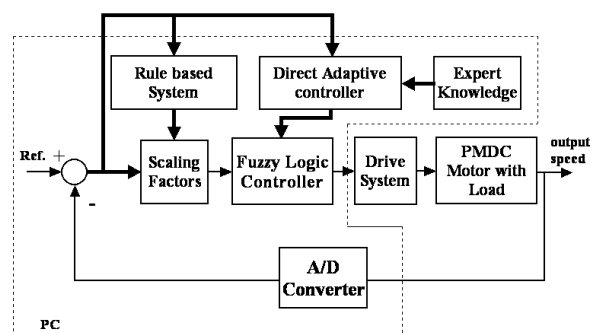 Rule based
System
Direct Adaptive
controller
Expert
Knowledge
Ref.
+
-
Scaling
Factors
Fuzzy Logic
Controller
Drive
System
PMDC
Motor with
Load
output
speed
A/D
Converter
PC